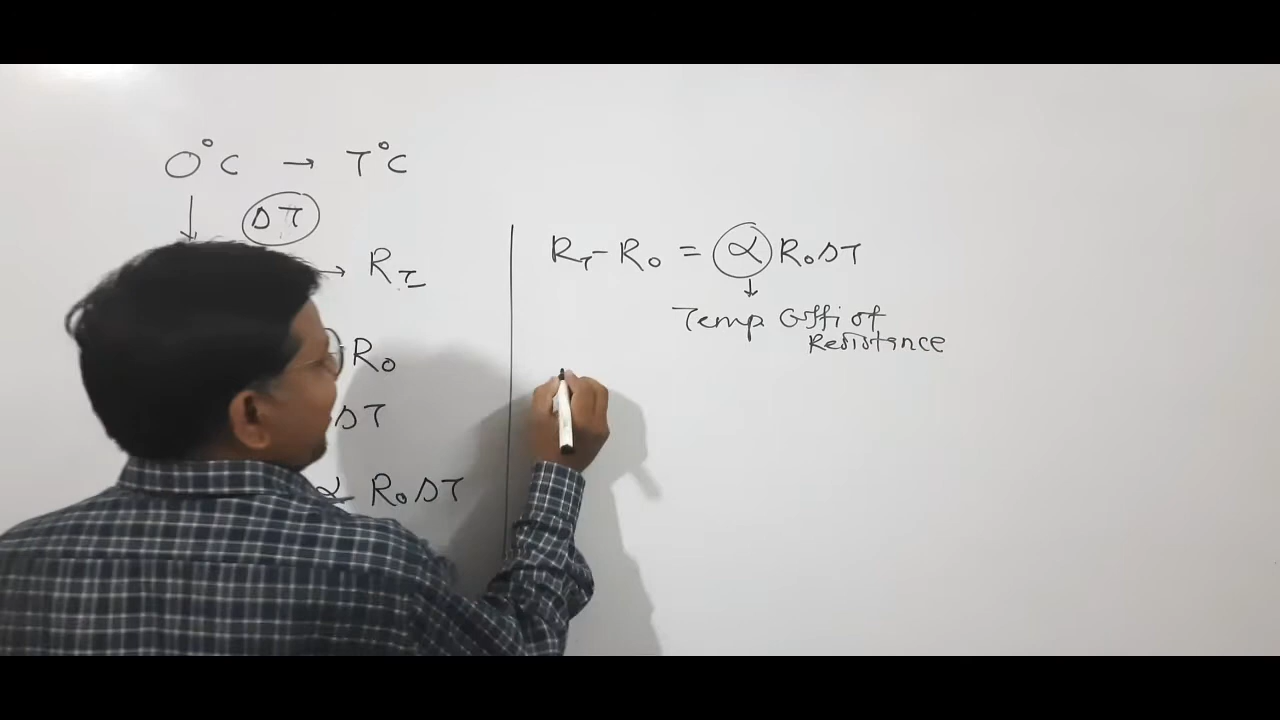 0°C → T°C
↓ ΔT
→ R_T
R₀
ΔT
∝ R₀ΔT
R_T - R₀ = α R₀ΔT
↓
Temp. Coffi of
Resistance